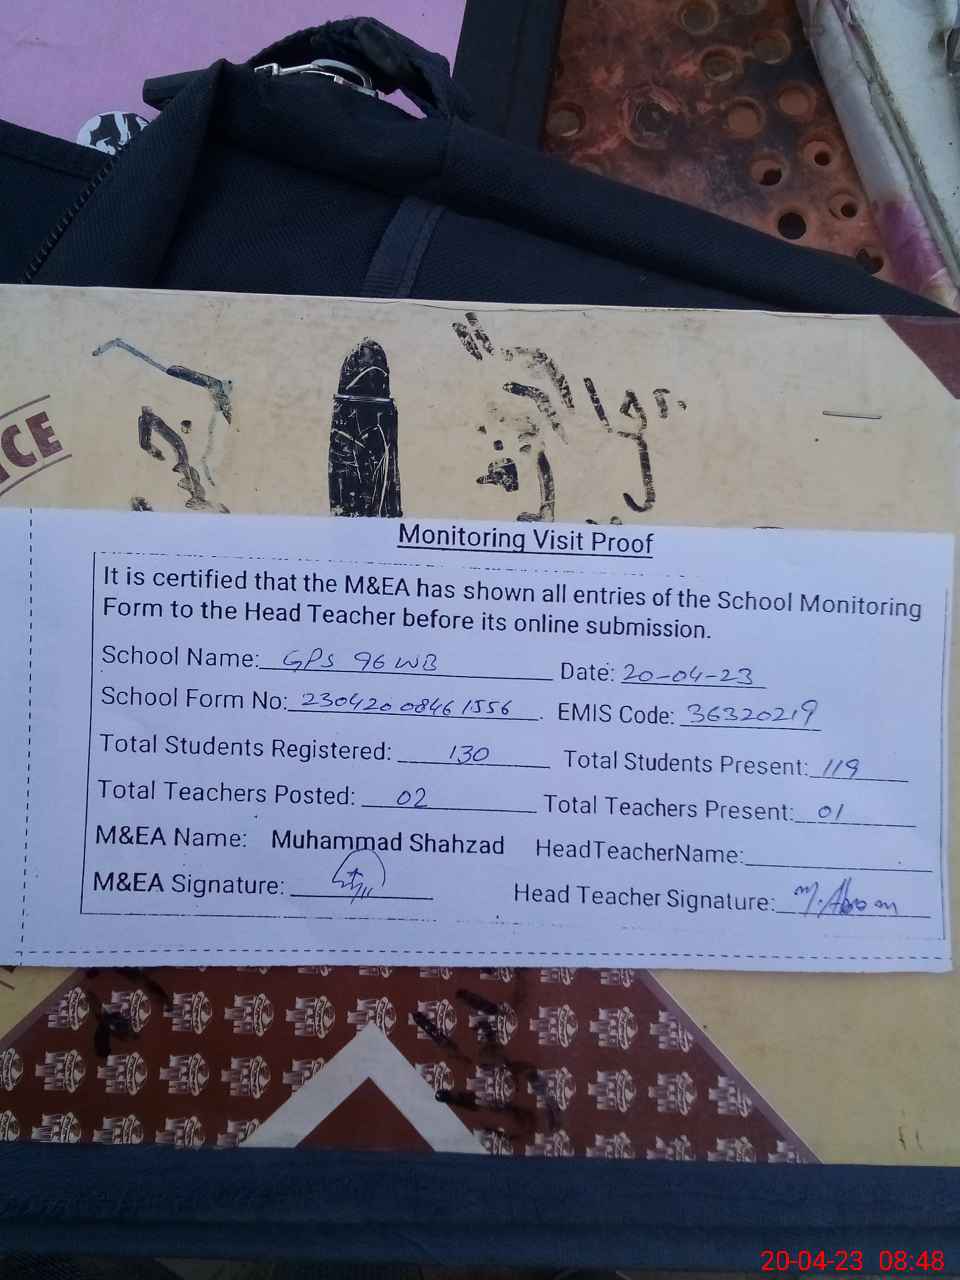 ICE
Monitoring Visit Proof
It is certified that the M&EA has shown all entries of the School Monitoring
Form to the Head Teacher before its online submission.
School Name: GPS 96 WB Date: 20-04-23
School Form No: 230420 08461556 EMIS Code: 36320219
Total Students Registered: 130 Total Students Present: 119
Total Teachers Posted: 02 Total Teachers Present: 01
M&EA Name: Muhammad Shahzad HeadTeacherName:
M&EA Signature: Head Teacher Signature:
20-04-23 08:48